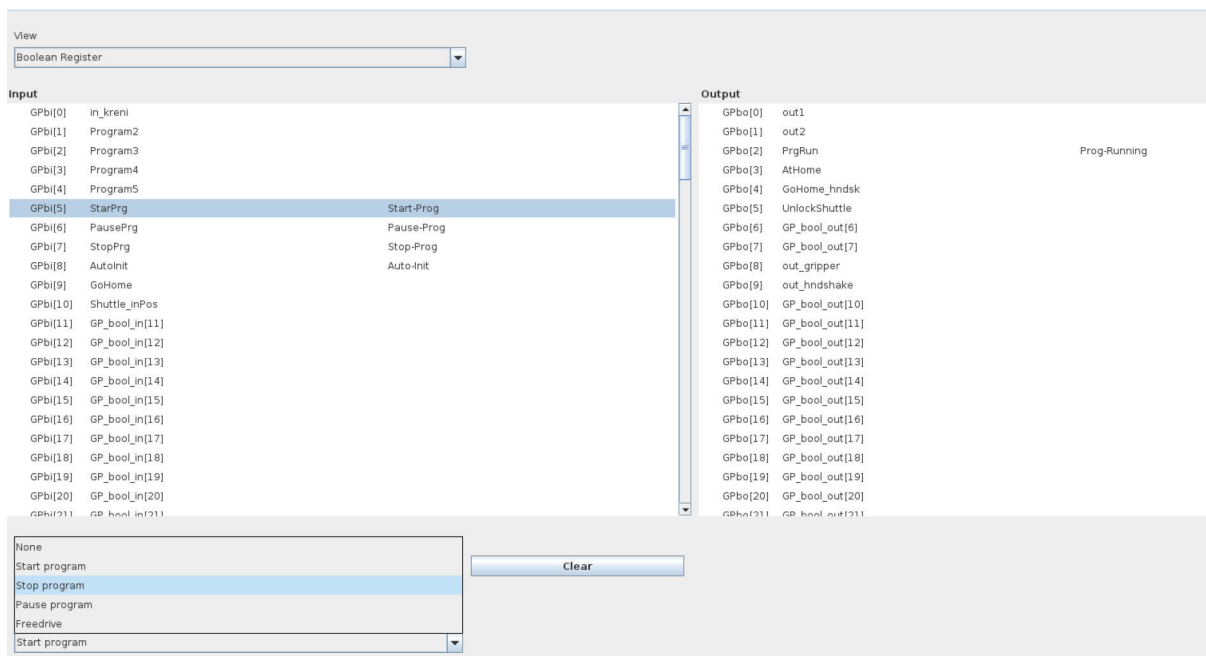 View
Boolean Register
Input
GPbi[0] in_kreni
GPbi[1] Program2
GPbi[2] Program3
GPbi[3] Program4
GPbi[4] Program5
GPbi[5] StarPrg Start-Prog
GPbi[6] PausePrg Pause-Prog
GPbi[7] StopPrg Stop-Prog
GPbi[8] AutoInit Auto-Init
GPbi[9] GoHome
GPbi[10] Shuttle_inPos
GPbi[11] GP_bool_in[11]
GPbi[12] GP_bool_in[12]
GPbi[13] GP_bool_in[13]
GPbi[14] GP_bool_in[14]
GPbi[15] GP_bool_in[15]
GPbi[16] GP_bool_in[16]
GPbi[17] GP_bool_in[17]
GPbi[18] GP_bool_in[18]
GPbi[19] GP_bool_in[19]
GPbi[20] GP_bool_in[20]
GPbi[21] GP_bool_in[21]
Output
GPbo[0] out1
GPbo[1] out2
GPbo[2] PrgRun Prog-Running
GPbo[3] AtHome
GPbo[4] GoHome_hndsk
GPbo[5] UnlockShuttle
GPbo[6] GP_bool_out[6]
GPbo[7] GP_bool_out[7]
GPbo[8] out_gripper
GPbo[9] out_hndshake
GPbo[10] GP_bool_out[10]
GPbo[11] GP_bool_out[11]
GPbo[12] GP_bool_out[12]
GPbo[13] GP_bool_out[13]
GPbo[14] GP_bool_out[14]
GPbo[15] GP_bool_out[15]
GPbo[16] GP_bool_out[16]
GPbo[17] GP_bool_out[17]
GPbo[18] GP_bool_out[18]
GPbo[19] GP_bool_out[19]
GPbo[20] GP_bool_out[20]
GPbo[21] GP_bool_out[21]
None
Start program
Stop program
Pause program
Freedrive
Start program
Clear